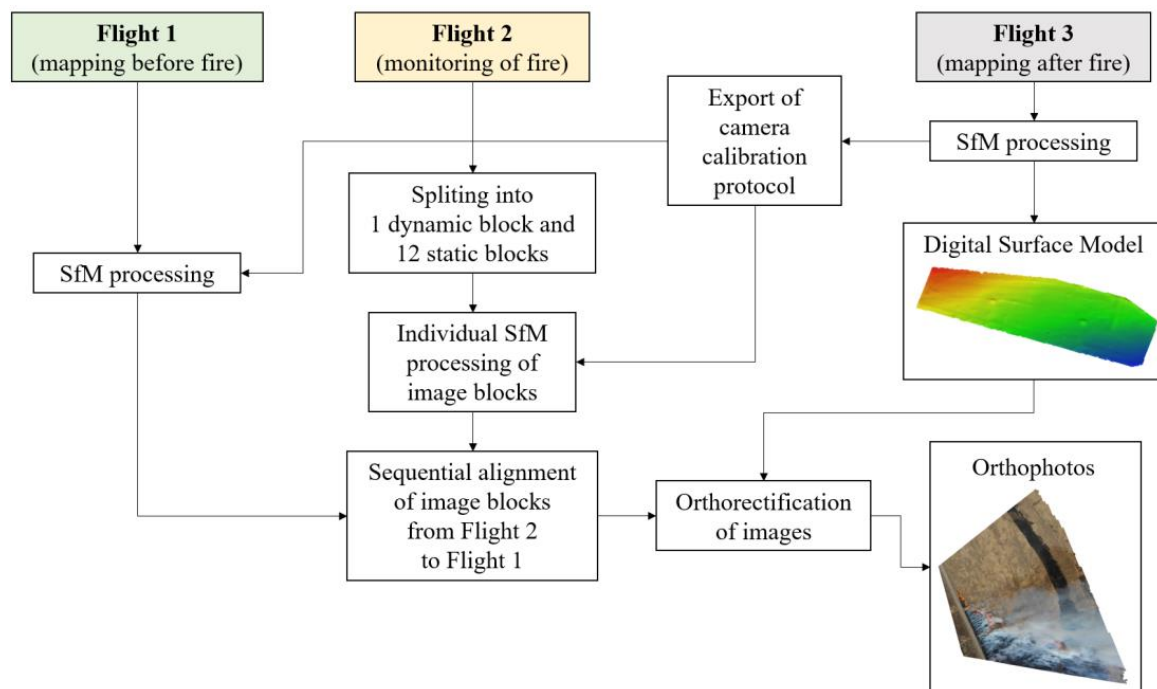 Flight 1
(mapping before fire)
Flight 2
(monitoring of fire)
Flight 3
(mapping after fire)
Export of
camera
calibration
protocol
SfM processing
Spliting into
1 dynamic block and
12 static blocks
SfM processing
Digital Surface Model
Individual SfM
processing of
image blocks
Sequential alignment
of image blocks
from Flight 2
to Flight 1
Orthorectification
of images
Orthophotos